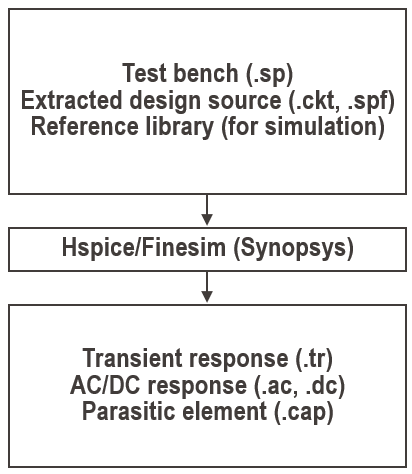 Test bench (.sp)
Extracted design source (.ckt, .spf)
Reference library (for simulation)
Hspice/Finesim (Synopsys)
Transient response (.tr)
AC/DC response (.ac, .dc)
Parasitic element (.cap)